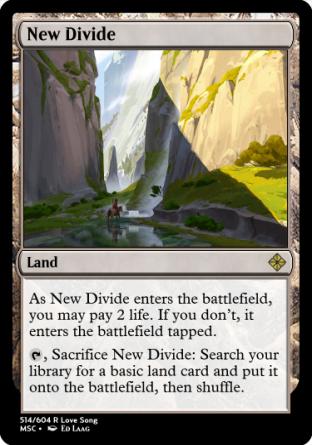 New Divide
Land
As New Divide enters the battlefield,
you may pay 2 life. If you don't, it
enters the battlefield tapped.
, Sacrifice New Divide: Search your
library for a basic land card and put it
onto the battlefield, then shuffle.
514/604 R Love Song
MSC • Ed Laag